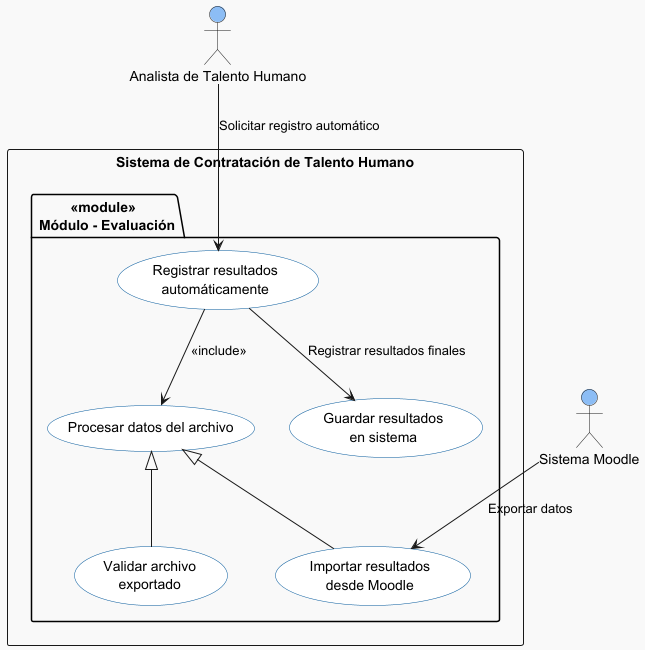 Analista de Talento Humano
Solicitar registro automático
Sistema de Contratación de Talento Humano
«module»
Módulo - Evaluación
Registrar resultados
automáticamente
«include»
Registrar resultados finales
Procesar datos del archivo
Guardar resultados
en sistema
Sistema Moodle
Exportar datos
Validar archivo
exportado
Importar resultados
desde Moodle